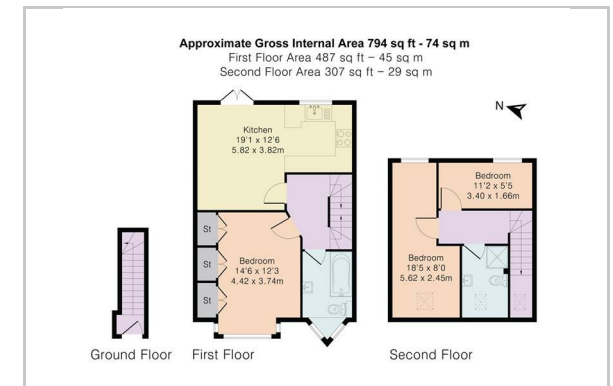 Approximate Gross Internal Area 794 sq ft - 74 sq m
First Floor Area 487 sq ft – 45 sq m
Second Floor Area 307 sq ft – 29 sq m
N
Kitchen
19'1 x 12'6
5.82 x 3.82m
Bedroom
11'2 x 5'5
3.40 x 1.66m
St
St
St
Bedroom
14'6 x 12'3
4.42 x 3.74m
Bedroom
18'5 x 8'0
5.62 x 2.45m
Ground Floor
First Floor
Second Floor